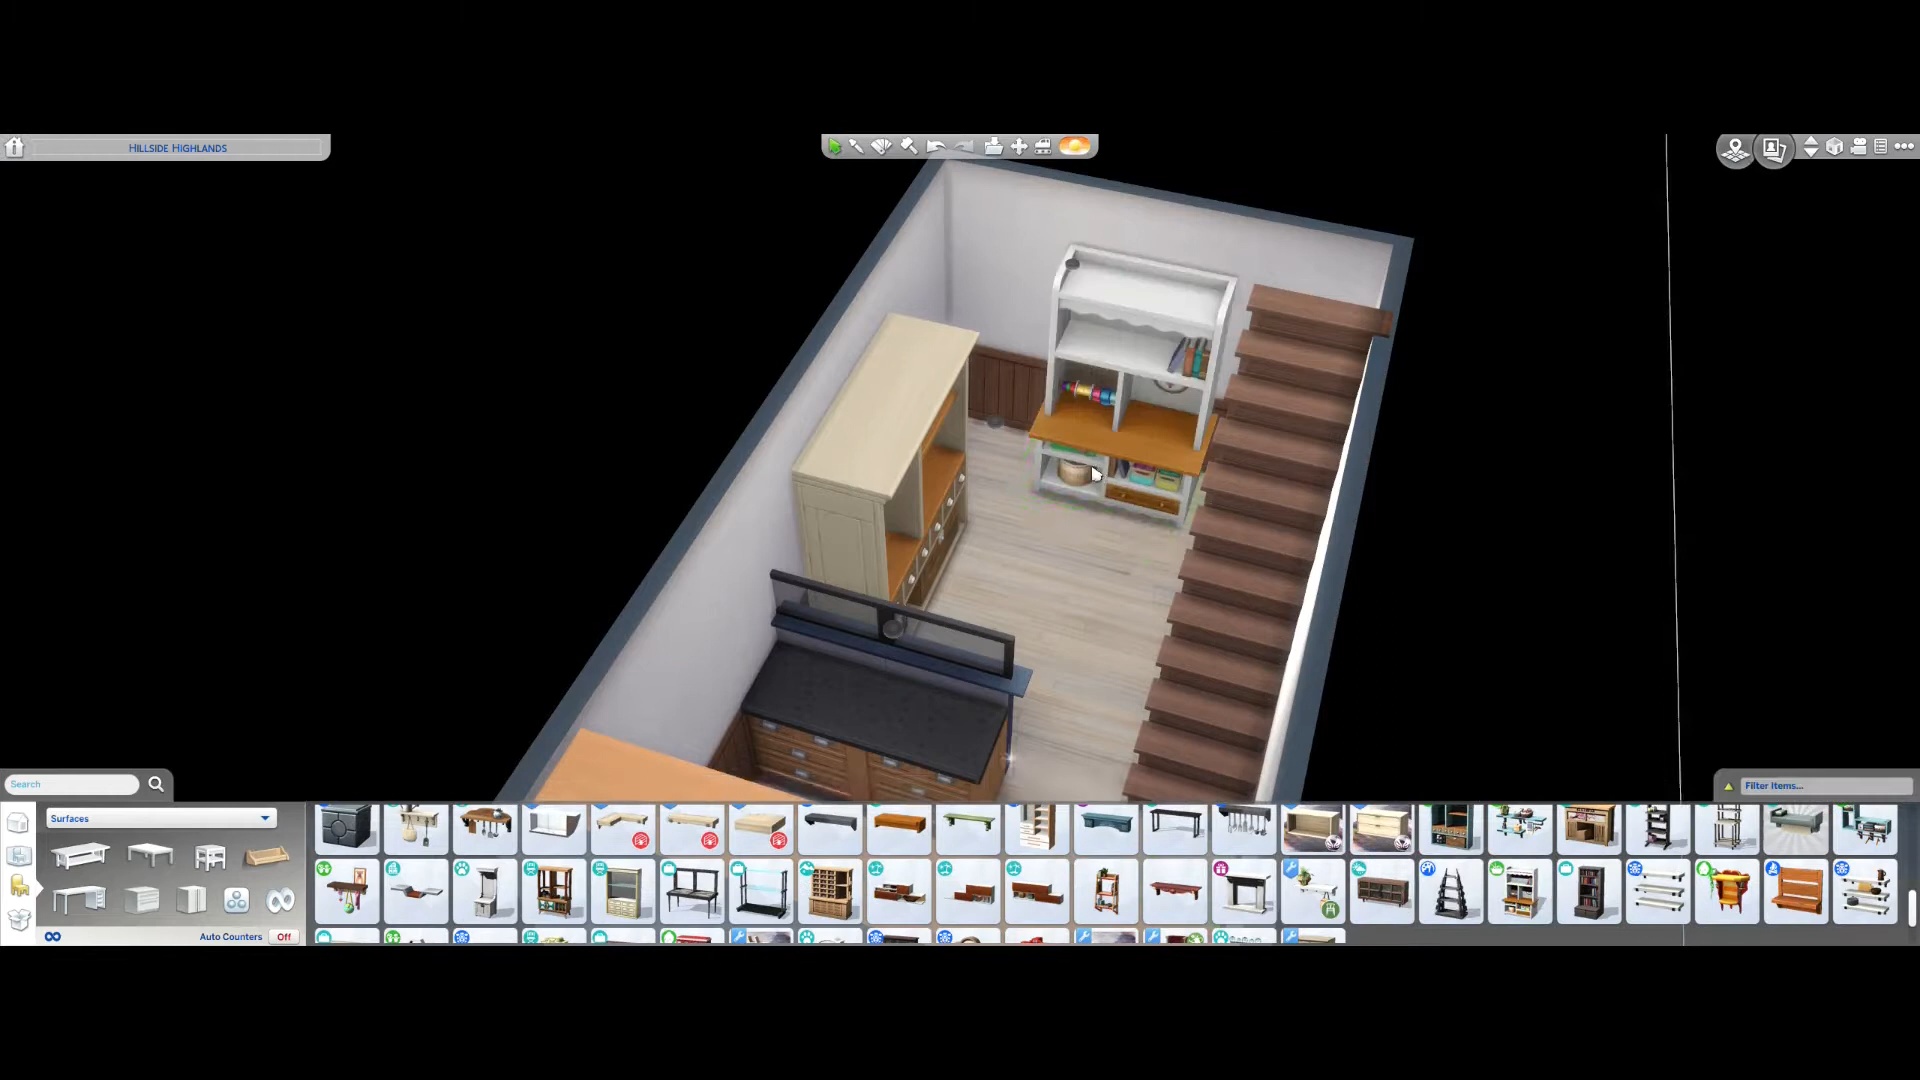 HILLSIDE HIGHLANDS
Search
Filter Items...
Surfaces
Auto Counters Off